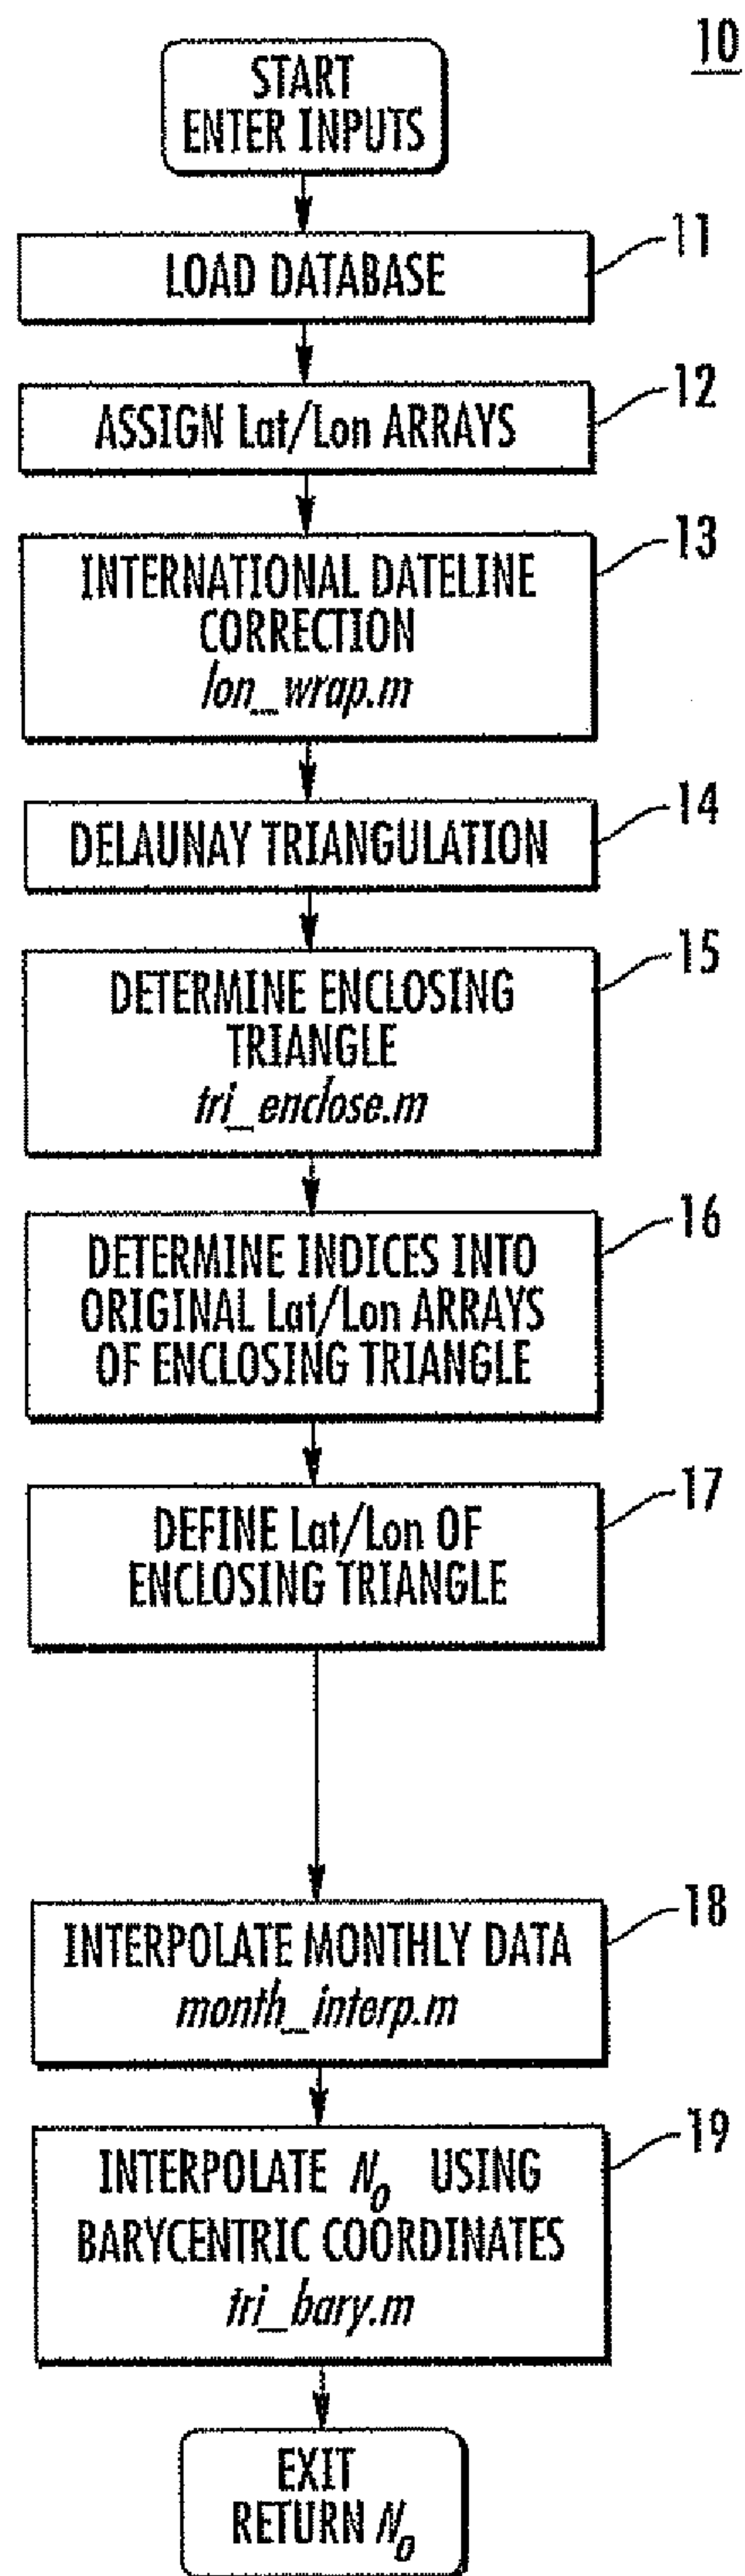 10
START
ENTER INPUTS
11
LOAD DATABASE
12
ASSIGN Lat/Lon ARRAYS
13
INTERNATIONAL DATELINE
CORRECTION
lon_wrap.m
14
DELAUNAY TRIANGULATION
15
DETERMINE ENCLOSING
TRIANGLE
tri_enclose.m
16
DETERMINE INDICES INTO
ORIGINAL Lat/Lon ARRAYS
OF ENCLOSING TRIANGLE
17
DEFINE Lat/Lon OF
ENCLOSING TRIANGLE
18
INTERPOLATE MONTHLY DATA
month_interp.m
19
INTERPOLATE N₀ USING
BARYCENTRIC COORDINATES
tri_bary.m
EXIT
RETURN N₀